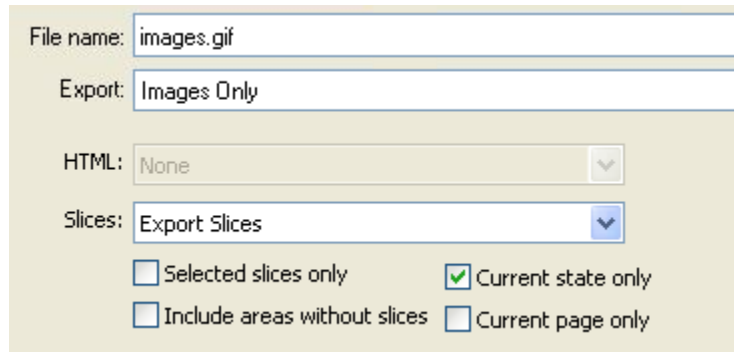 File name: images.gif
Export: Images Only
HTML: None
Slices: Export Slices
Selected slices only Current state only
Include areas without slices Current page only